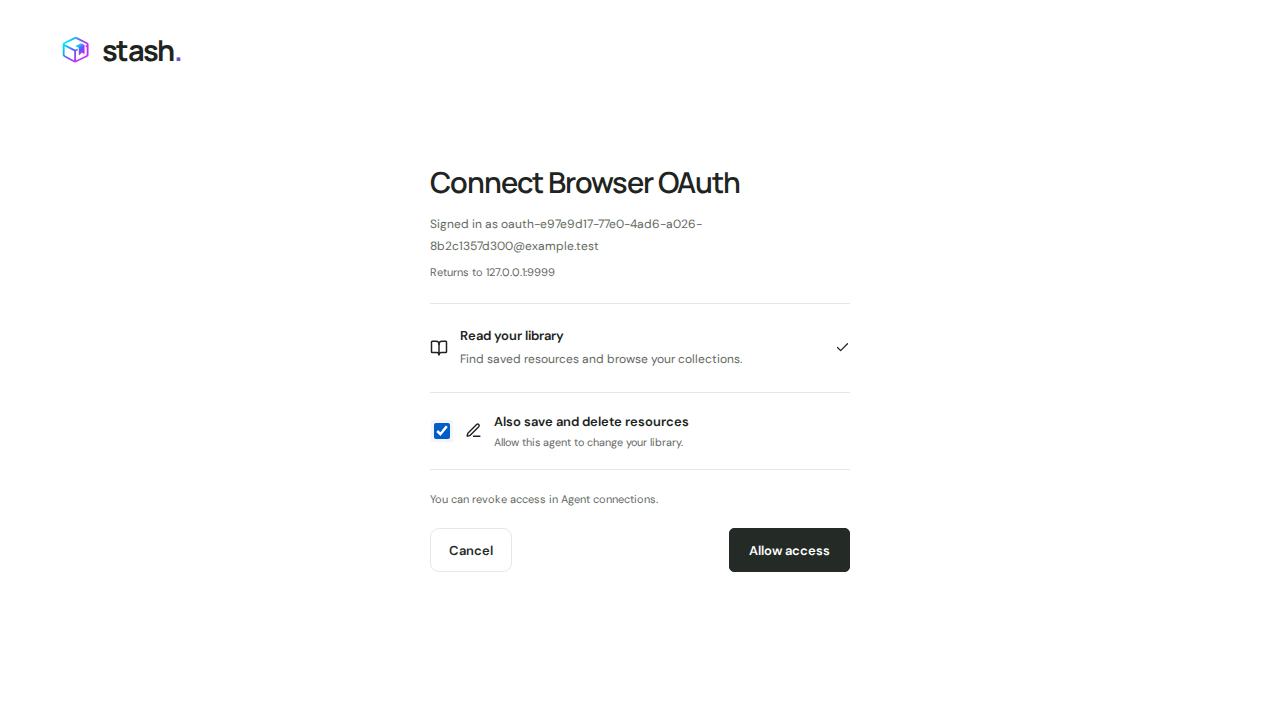 stash.
Connect Browser OAuth
Signed in as oauth-e97e9d17-77e0-4ad6-a026-
8b2c1357d300@example.test
Returns to 127.0.0.1:9999
Read your library
Find saved resources and browse your collections.
Also save and delete resources
Allow this agent to change your library.
You can revoke access in Agent connections.
Cancel
Allow access